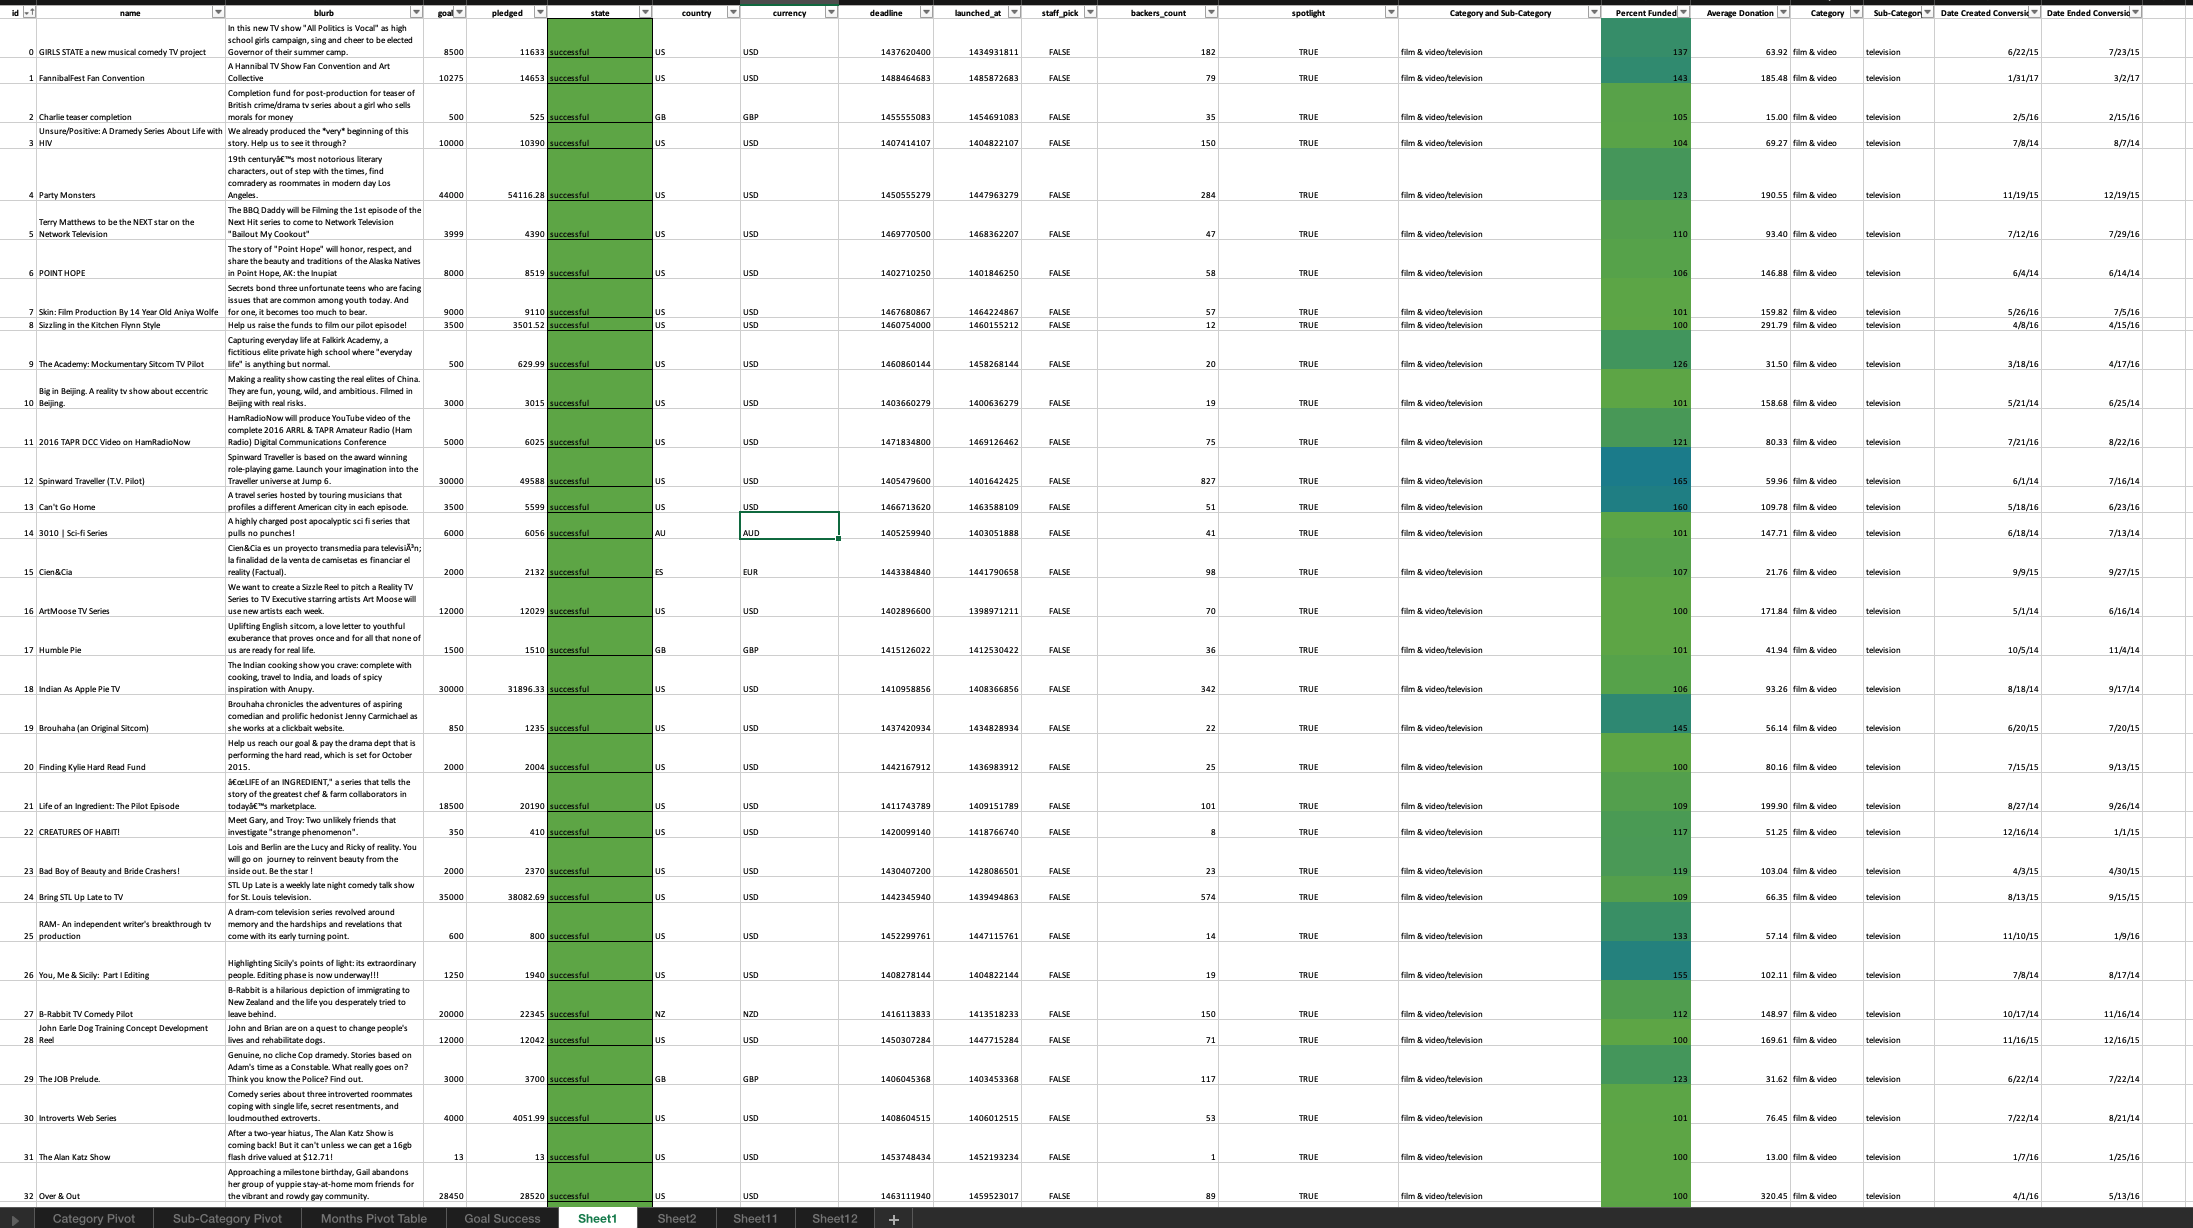 id name blurb goal pledged state country currency deadline launched_at staff_pick backers_count spotlight Category and Sub-Category Percent Funded Average Donation Category Sub-Category Date Created Conversic Date Ended Conversic
In this new TV show "All Politics is Vocal" as high
school girls campaign, sing and cheer to be elected
0 GIRLS STATE a new musical comedy TV project Governor of their summer camp. 8500 11633 successful US USD 1437620400 1434931811 FALSE 182 TRUE film & video/television 137 63.92 film & video television 6/22/15 7/23/15
A Hannibal TV Show Fan Convention and Art
1 FannibalFest Fan Convention Collective 10275 14653 successful US USD 1488464683 1485872683 FALSE 79 TRUE film & video/television 143 185.48 film & video television 1/31/17 3/2/17
Completion fund for post-production for teaser of
British crime/drama tv series about a girl who sells
2 Charlie teaser completion morals for money 500 525 successful GB GBP 1455555083 1454691083 FALSE 35 TRUE film & video/television 105 15.00 film & video television 2/5/16 2/15/16
Unsure/Positive: A Dramedy Series About Life with We already produced the *very* beginning of this
3 HIV story. Help us to see it through? 10000 10390 successful US USD 1407414107 1404822107 FALSE 150 TRUE film & video/television 104 69.27 film & video television 7/8/14 8/7/14
19th centuryâ€™s most notorious literary
characters, out of step with the times, find
comradery as roommates in modern day Los
4 Party Monsters Angeles. 44000 54116.28 successful US USD 1450555279 1447963279 FALSE 284 TRUE film & video/television 123 190.55 film & video television 11/19/15 12/19/15
The BBQ Daddy will be Filming the 1st episode of the
Terry Matthews to be the NEXT star on the Next Hit series to come to Network Television
5 Network Television "Bailout My Cookout" 3999 4390 successful US USD 1469770500 1468362207 FALSE 47 TRUE film & video/television 110 93.40 film & video television 7/12/16 7/29/16
The story of "Point Hope" will honor, respect, and
share the beauty and traditions of the Alaska Natives
6 POINT HOPE in Point Hope, AK: the Inupiat 8000 8519 successful US USD 1402710250 1401846250 FALSE 58 TRUE film & video/television 106 146.88 film & video television 6/4/14 6/14/14
Secrets bond three unfortunate teens who are facing
issues that are common among youth today. And
7 Skin: Film Production By 14 Year Old Aniya Wolfe for one, it becomes too much to bear. 9000 9110 successful US USD 1467680867 1464224867 FALSE 57 TRUE film & video/television 101 159.82 film & video television 5/26/16 7/5/16
8 Sizzling in the Kitchen Flynn Style Help us raise the funds to film our pilot episode! 3500 3501.52 successful US USD 1460754000 1460155212 FALSE 12 TRUE film & video/television 100 291.79 film & video television 4/8/16 4/15/16
Capturing everyday life at Falkirk Academy, a
fictitious elite private high school where "everyday
9 The Academy: Mockumentary Sitcom TV Pilot life" is anything but normal. 500 629.99 successful US USD 1460860144 1458268144 FALSE 20 TRUE film & video/television 126 31.50 film & video television 3/18/16 4/17/16
Making a reality show casting the real elites of China.
Big in Beijing. A reality tv show about eccentric They are fun, young, wild, and ambitious. Filmed in
10 Beijing. Beijing with real risks. 3000 3015 successful US USD 1403660279 1400636279 FALSE 19 TRUE film & video/television 101 158.68 film & video television 5/21/14 6/25/14
HamRadioNow will produce YouTube video of the
complete 2016 ARRL & TAPR Amateur Radio (Ham
11 2016 TAPR DCC Video on HamRadioNow Radio) Digital Communications Conference 5000 6025 successful US USD 1471834800 1469126462 FALSE 75 TRUE film & video/television 121 80.33 film & video television 7/21/16 8/22/16
Spinward Traveller is based on the award winning
role-playing game. Launch your imagination into the
12 Spinward Traveller (T.V. Pilot) Traveller universe at Jump 6. 30000 49588 successful US USD 1405479600 1401642425 FALSE 827 TRUE film & video/television 165 59.96 film & video television 6/1/14 7/16/14
A travel series hosted by touring musicians that
13 Can't Go Home profiles a different American city in each episode. 3500 5599 successful US USD 1466713620 1463588109 FALSE 51 TRUE film & video/television 160 109.78 film & video television 5/18/16 6/23/16
A highly charged post apocalyptic sci fi series that
14 3010 | Sci-fi Series pulls no punches! 6000 6056 successful AU AUD 1405259940 1403051888 FALSE 41 TRUE film & video/television 101 147.71 film & video television 6/18/14 7/13/14
Cien&Cia es un proyecto transmedia para televisiÃ³n;
la finalidad de la venta de camisetas es financiar el
15 Cien&Cia reality (Factual). 2000 2132 successful ES EUR 1443384840 1441790658 FALSE 98 TRUE film & video/television 107 21.76 film & video television 9/9/15 9/27/15
We want to create a Sizzle Reel to pitch a Reality TV
Series to TV Executive starring artists Art Moose will
16 ArtMoose TV Series use new artists each week. 12000 12029 successful US USD 1402896600 1398971211 FALSE 70 TRUE film & video/television 100 171.84 film & video television 5/1/14 6/16/14
Uplifting English sitcom, a love letter to youthful
exuberance that proves once and for all that none of
17 Humble Pie us are ready for real life. 1500 1510 successful GB GBP 1415126022 1412530422 FALSE 36 TRUE film & video/television 101 41.94 film & video television 10/5/14 11/4/14
The Indian cooking show you crave: complete with
cooking, travel to India, and loads of spicy
18 Indian As Apple Pie TV inspiration with Anupy. 30000 31896.33 successful US USD 1410958856 1408366856 FALSE 342 TRUE film & video/television 106 93.26 film & video television 8/18/14 9/17/14
Brouhaha chronicles the adventures of aspiring
comedian and prolific hedonist Jenny Carmichael as
19 Brouhaha (an Original Sitcom) she works at a clickbait website. 850 1235 successful US USD 1437420934 1434828934 FALSE 22 TRUE film & video/television 145 56.14 film & video television 6/20/15 7/20/15
Help us reach our goal & pay the drama dept that is
performing the hard read, which is set for October
20 Finding Kylie Hard Read Fund 2015. 2000 2004 successful US USD 1442167912 1436983912 FALSE 25 TRUE film & video/television 100 80.16 film & video television 7/15/15 9/13/15
â€œLIFE of an INGREDIENT," a series that tells the
story of the greatest chef & farm collaborators in
21 Life of an Ingredient: The Pilot Episode todayâ€™s marketplace. 18500 20190 successful US USD 1411743789 1409151789 FALSE 101 TRUE film & video/television 109 199.90 film & video television 8/27/14 9/26/14
Meet Gary, and Troy: Two unlikely friends that
22 CREATURES OF HABIT! investigate "strange phenomenon". 350 410 successful US USD 1420099140 1418766740 FALSE 8 TRUE film & video/television 117 51.25 film & video television 12/16/14 1/1/15
Lois and Berlin are the Lucy and Ricky of reality. You
will go on journey to reinvent beauty from the
23 Bad Boy of Beauty and Bride Crashers! inside out. Be the star ! 2000 2370 successful US USD 1430407200 1428086501 FALSE 23 TRUE film & video/television 119 103.04 film & video television 4/3/15 4/30/15
STL Up Late is a weekly late night comedy talk show
24 Bring STL Up Late to TV for St. Louis television. 35000 38082.69 successful US USD 1442345940 1439494863 FALSE 574 TRUE film & video/television 109 66.35 film & video television 8/13/15 9/15/15
A dram-com television series revolved around
RAM- An independent writer's breakthrough tv memory and the hardships and revelations that
25 production come with its early turning point. 600 800 successful US USD 1452299761 1447115761 FALSE 14 TRUE film & video/television 133 57.14 film & video television 11/10/15 1/9/16
Highlighting Sicily's points of light: its extraordinary
26 You, Me & Sicily: Part I Editing people. Editing phase is now underway!!! 1250 1940 successful US USD 1408278144 1404822144 FALSE 19 TRUE film & video/television 155 102.11 film & video television 7/8/14 8/17/14
B-Rabbit is a hilarious depiction of immigrating to
New Zealand and the life you desperately tried to
27 B-Rabbit TV Comedy Pilot leave behind. 20000 22345 successful NZ NZD 1416113833 1413518233 FALSE 150 TRUE film & video/television 112 148.97 film & video television 10/17/14 11/16/14
John Earle Dog Training Concept Development John and Brian are on a quest to change people's
28 Reel lives and rehabilitate dogs. 12000 12042 successful US USD 1450307284 1447715284 FALSE 71 TRUE film & video/television 100 169.61 film & video television 11/16/15 12/16/15
Genuine, no cliche Cop dramedy. Stories based on
Adam's time as a Constable. What really goes on?
29 The JOB Prelude. Think you know the Police? Find out. 3000 3700 successful GB GBP 1406045368 1403453368 FALSE 117 TRUE film & video/television 123 31.62 film & video television 6/22/14 7/22/14
Comedy series about three introverted roommates
coping with single life, secret resentments, and
30 Introverts Web Series loudmouthed extroverts. 4000 4051.99 successful US USD 1408604515 1406012515 FALSE 53 TRUE film & video/television 101 76.45 film & video television 7/22/14 8/21/14
After a two-year hiatus, The Alan Katz Show is
coming back! But it can't unless we can get a 16gb
31 The Alan Katz Show flash drive valued at $12.71! 13 13 successful US USD 1453748434 1452193234 FALSE 1 TRUE film & video/television 100 13.00 film & video television 1/7/16 1/25/16
Approaching a milestone birthday, Gail abandons
her group of yuppie stay-at-home mom friends for
32 Over & Out the vibrant and rowdy gay community. 28450 28520 successful US USD 1463111940 1459523017 FALSE 89 TRUE film & video/television 100 320.45 film & video television 4/1/16 5/13/16
Category Pivot Sub-Category Pivot Months Pivot Table Goal Success Sheet1 Sheet2 Sheet11 Sheet12 +